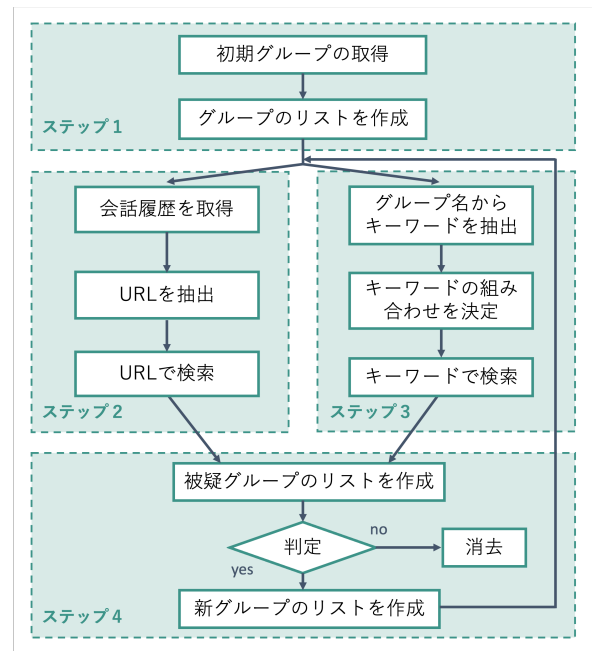 初期グループの取得
グループのリストを作成
ステップ1
会話履歴を取得
URLを抽出
URLで検索
ステップ2
グループ名から
キーワードを抽出
キーワードの組み
合わせを決定
キーワードで検索
ステップ3
被疑グループのリストを作成
判定
no
消去
yes
新グループのリストを作成
ステップ4